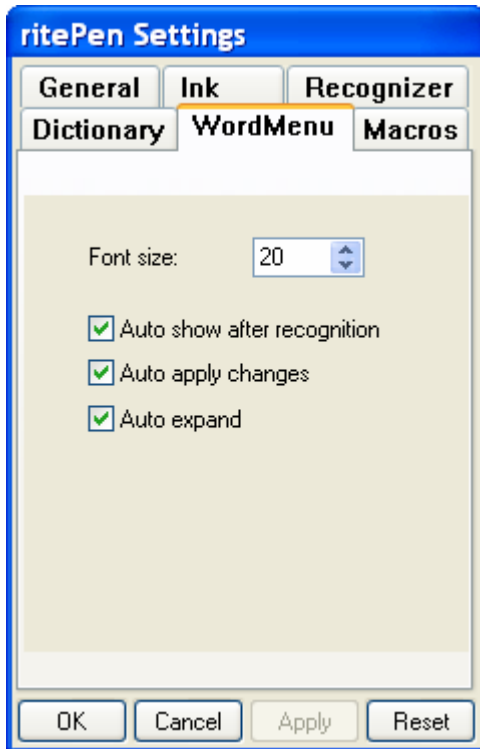 ritePen Settings
General Ink Recognizer
Dictionary WordMenu Macros
Font size: 20
Auto show after recognition
Auto apply changes
Auto expand
OK Cancel Apply Reset